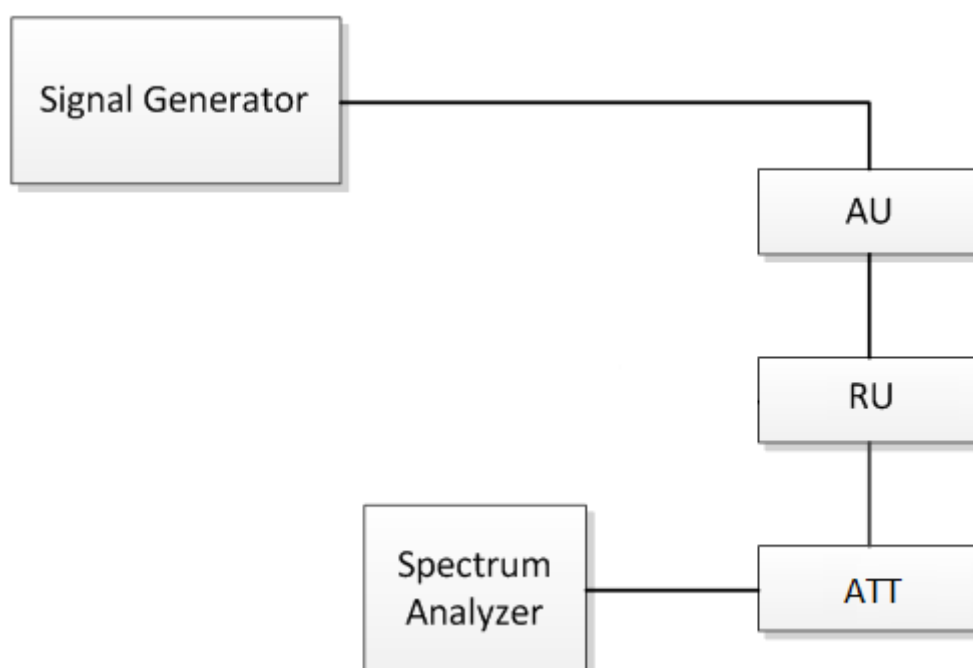 Signal Generator
AU
RU
Spectrum
Analyzer
ATT